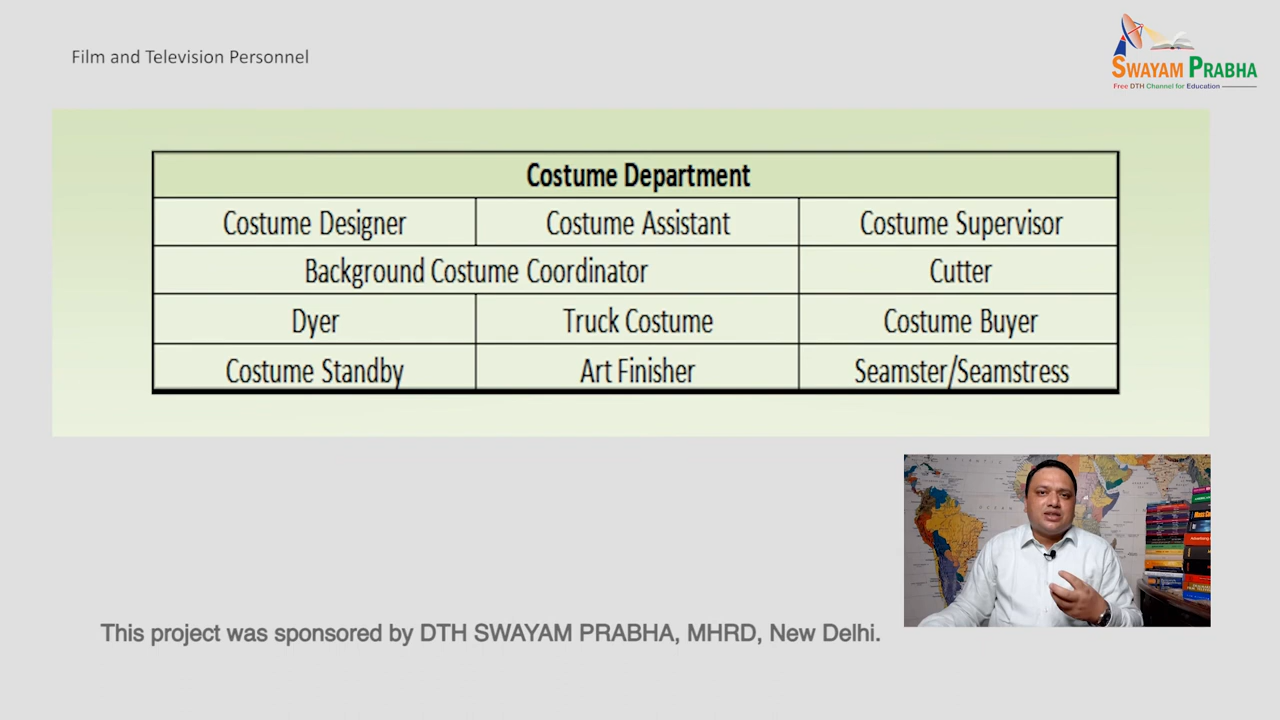 Film and Television Personnel
SWAYAM PRABHA
Free DTH Channel for Education
Costume Department
Costume Designer Costume Assistant Costume Supervisor
Background Costume Coordinator Cutter
Dyer Truck Costume Costume Buyer
Costume Standby Art Finisher Seamster/Seamstress
This project was sponsored by DTH SWAYAM PRABHA, MHRD, New Delhi.